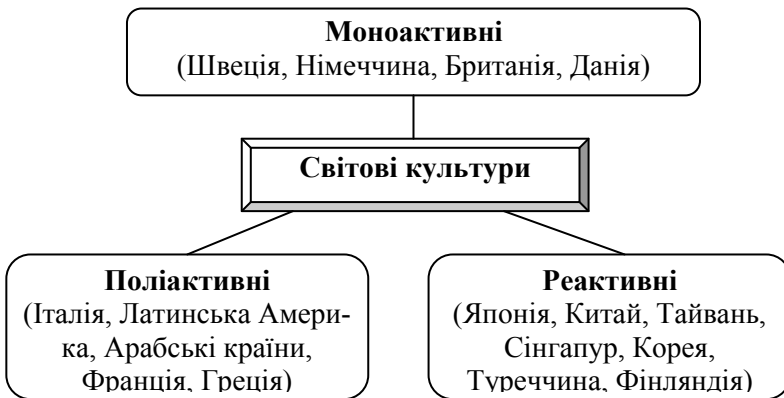 Моноактивні
(Швеція, Німеччина, Британія, Данія)
Світові культури
Поліактивні
(Італія, Латинська Амери-
ка, Арабські країни,
Франція, Греція)
Реактивні
(Японія, Китай, Тайвань,
Сінгапур, Корея,
Туреччина, Фінляндія)